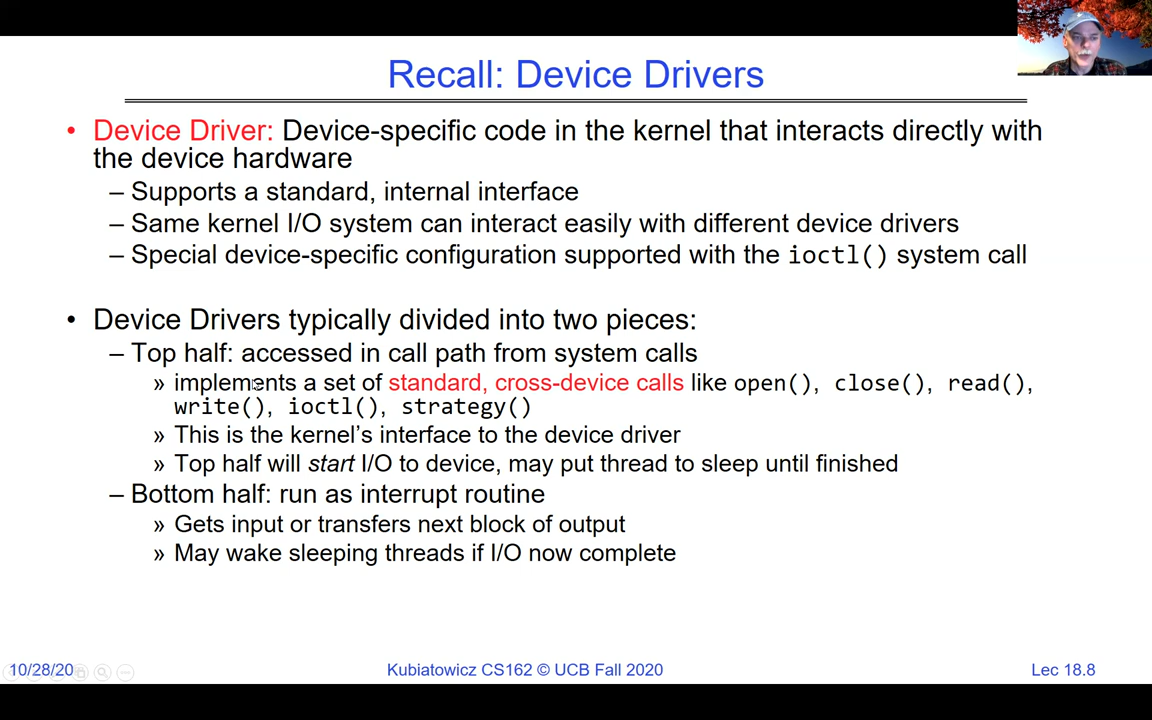 Recall: Device Drivers
• Device Driver: Device-specific code in the kernel that interacts directly with
the device hardware
– Supports a standard, internal interface
– Same kernel I/O system can interact easily with different device drivers
– Special device-specific configuration supported with the ioctl() system call
• Device Drivers typically divided into two pieces:
– Top half: accessed in call path from system calls
» implements a set of standard, cross-device calls like open(), close(), read(),
write(), ioctl(), strategy()
» This is the kernel's interface to the device driver
» Top half will start I/O to device, may put thread to sleep until finished
– Bottom half: run as interrupt routine
» Gets input or transfers next block of output
» May wake sleeping threads if I/O now complete
10/28/20 Kubiatowicz CS162 © UCB Fall 2020 Lec 18.8